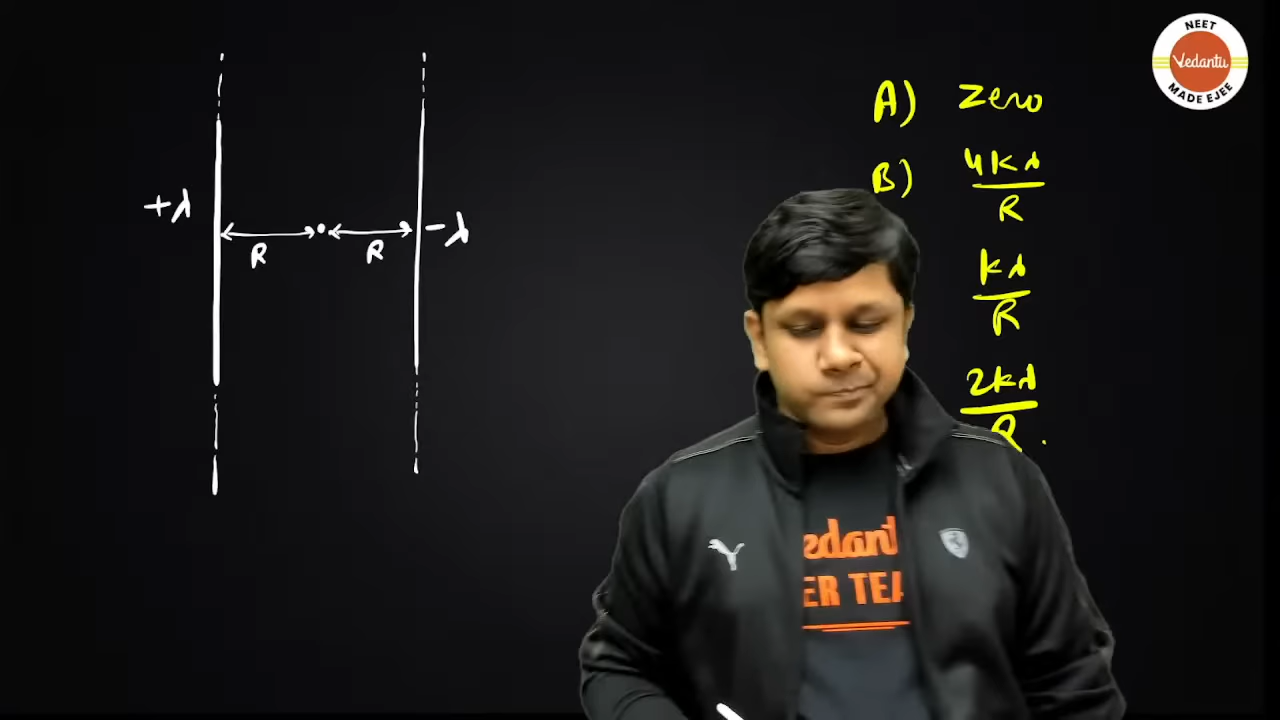 +λ
R
R
-λ
A) Zero
B) 4kλ/R
kλ/R
2kλ/R
NEET
Vedantu
MADE EJEE
edant
ER TEA